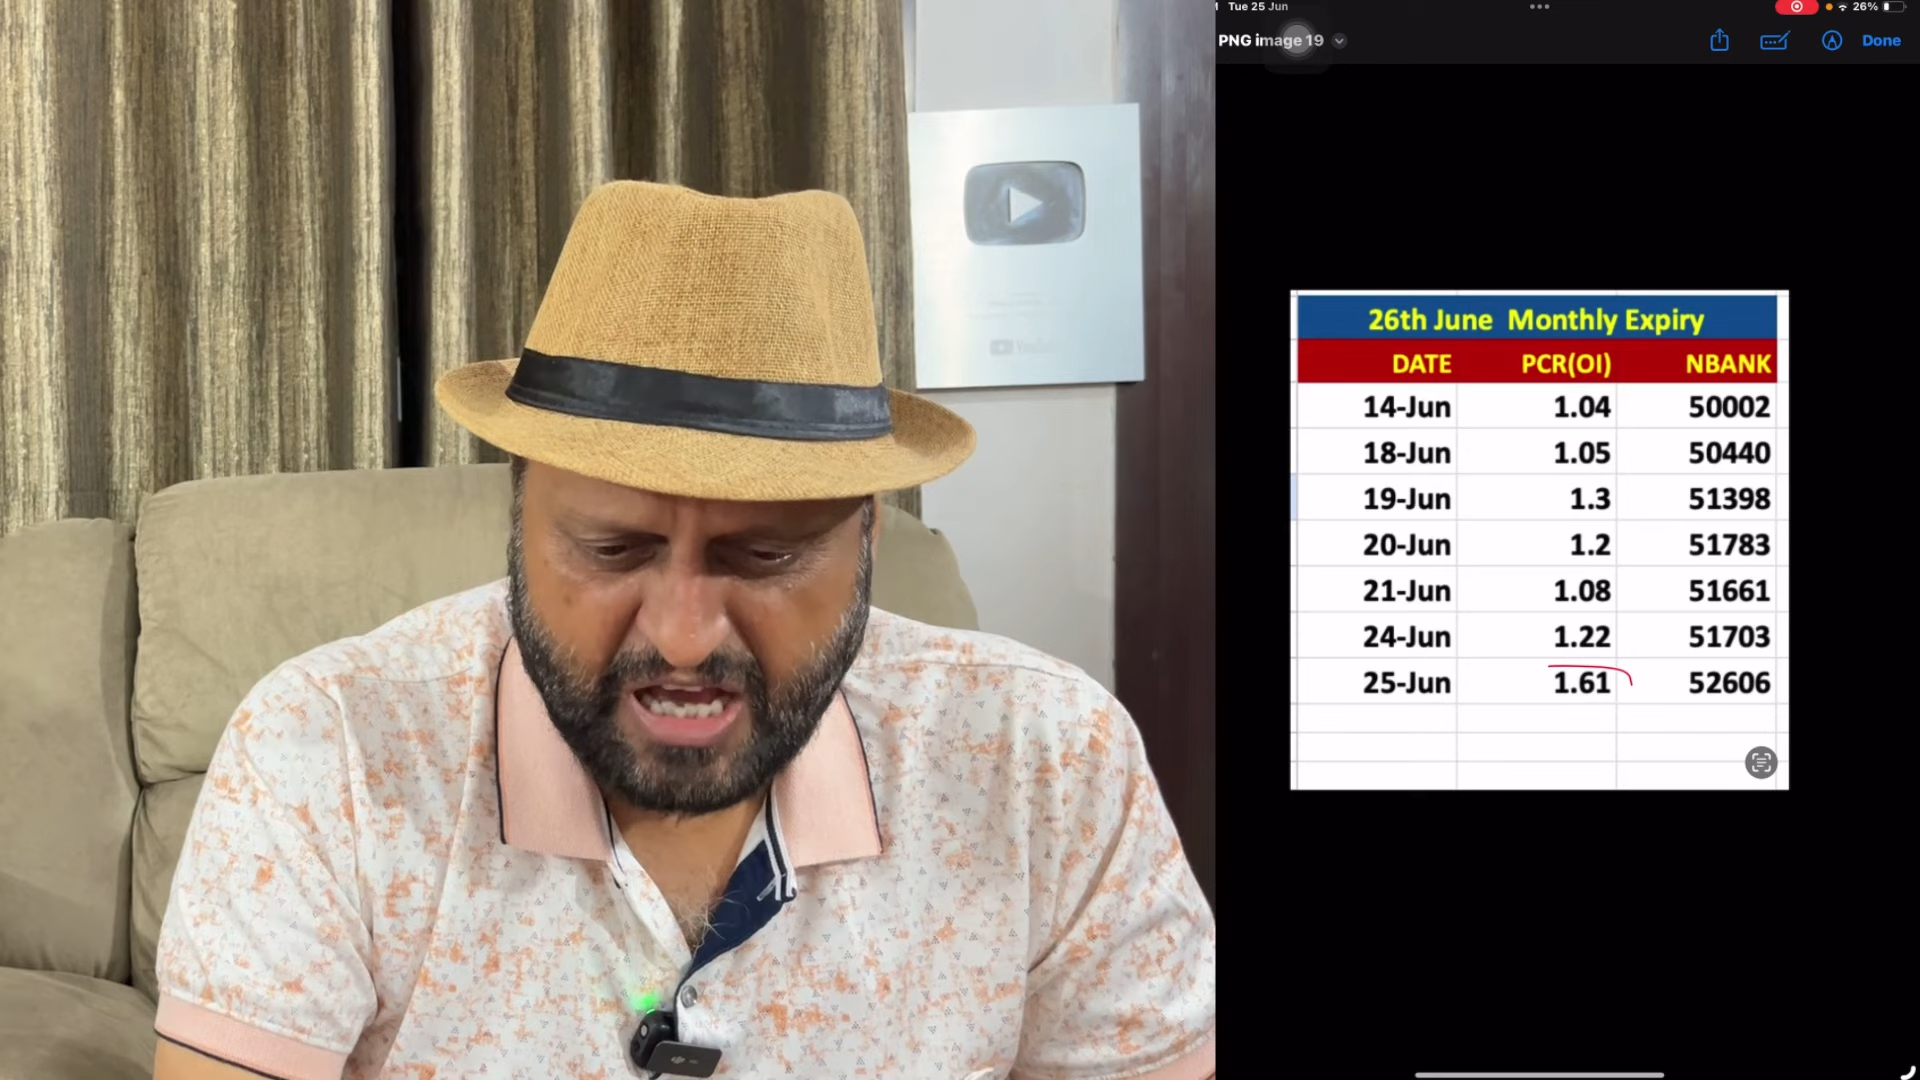 Tue 25 Jun
26%
PNG image 19
Done
26th June Monthly Expiry
DATE PCR(OI) NBANK
14-Jun 1.04 50002
18-Jun 1.05 50440
19-Jun 1.3 51398
20-Jun 1.2 51783
21-Jun 1.08 51661
24-Jun 1.22 51703
25-Jun 1.61 52606